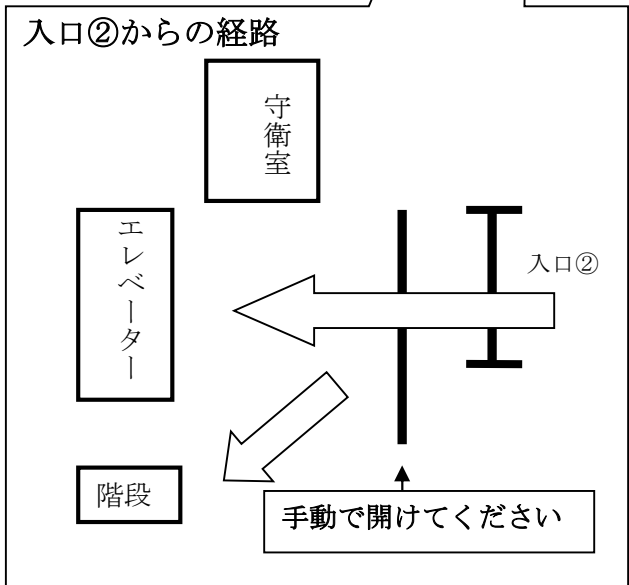 入口②からの経路
守衛室
エレベーター
入口②
階段
手動で開けてください